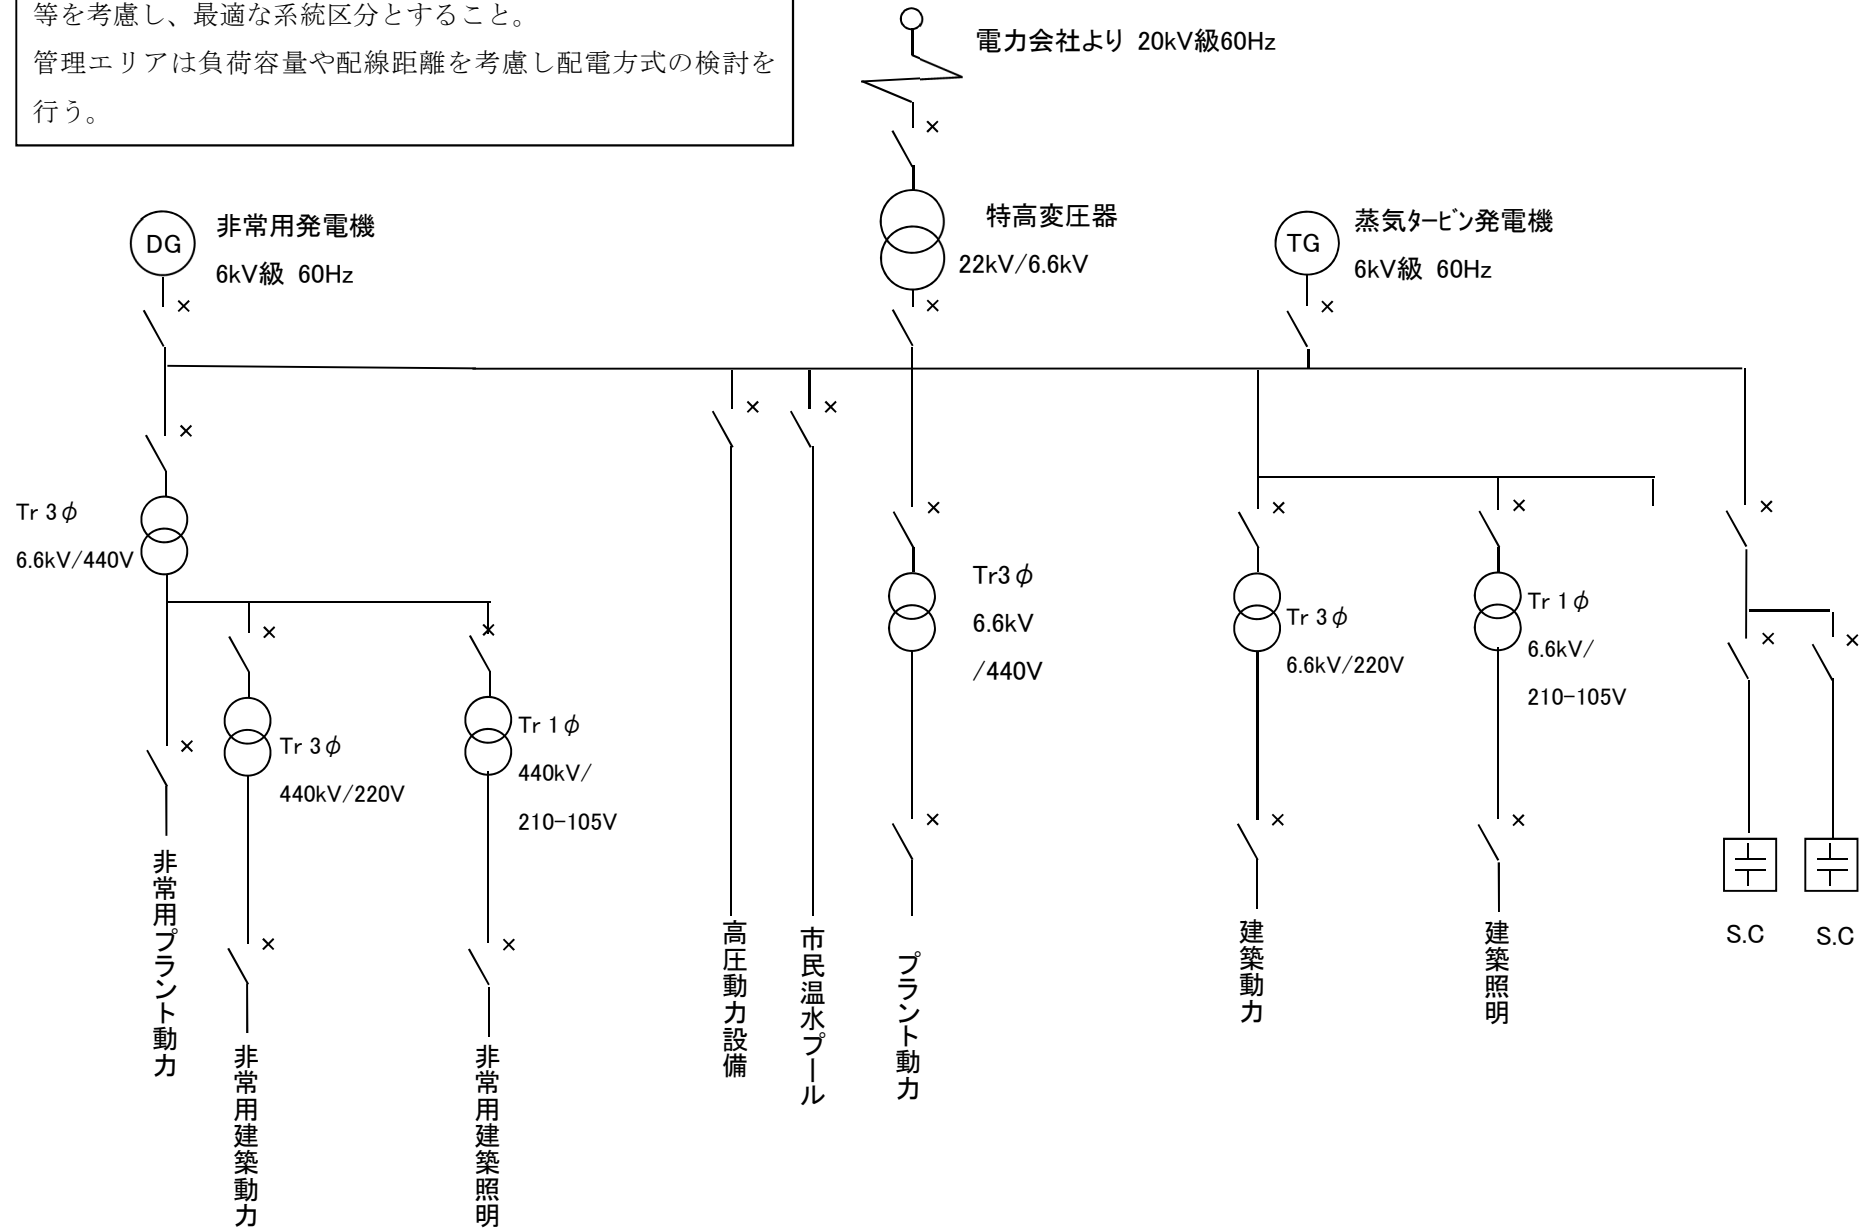 等を考慮し、最適な系統区分とすること。
管理エリアは負荷容量や配線距離を考慮し配電方式の検討を
行う。
電力会社より 20kV級60Hz
特高変圧器
22kV/6.6kV
DG
非常用発電機
6kV級 60Hz
TG
蒸気ﾀｰﾋﾞﾝ発電機
6kV級 60Hz
Tr 3φ
6.6kV/440V
Tr 3φ
440kV/220V
Tr 1φ
440kV/
210-105V
Tr3φ
6.6kV
/440V
Tr 3φ
6.6kV/220V
Tr 1φ
6.6kV/
210-105V
非常用プラント動力
非常用建築動力
非常用建築照明
高圧動力設備
市民温水プール
プラント動力
建築動力
建築照明
S.C
S.C